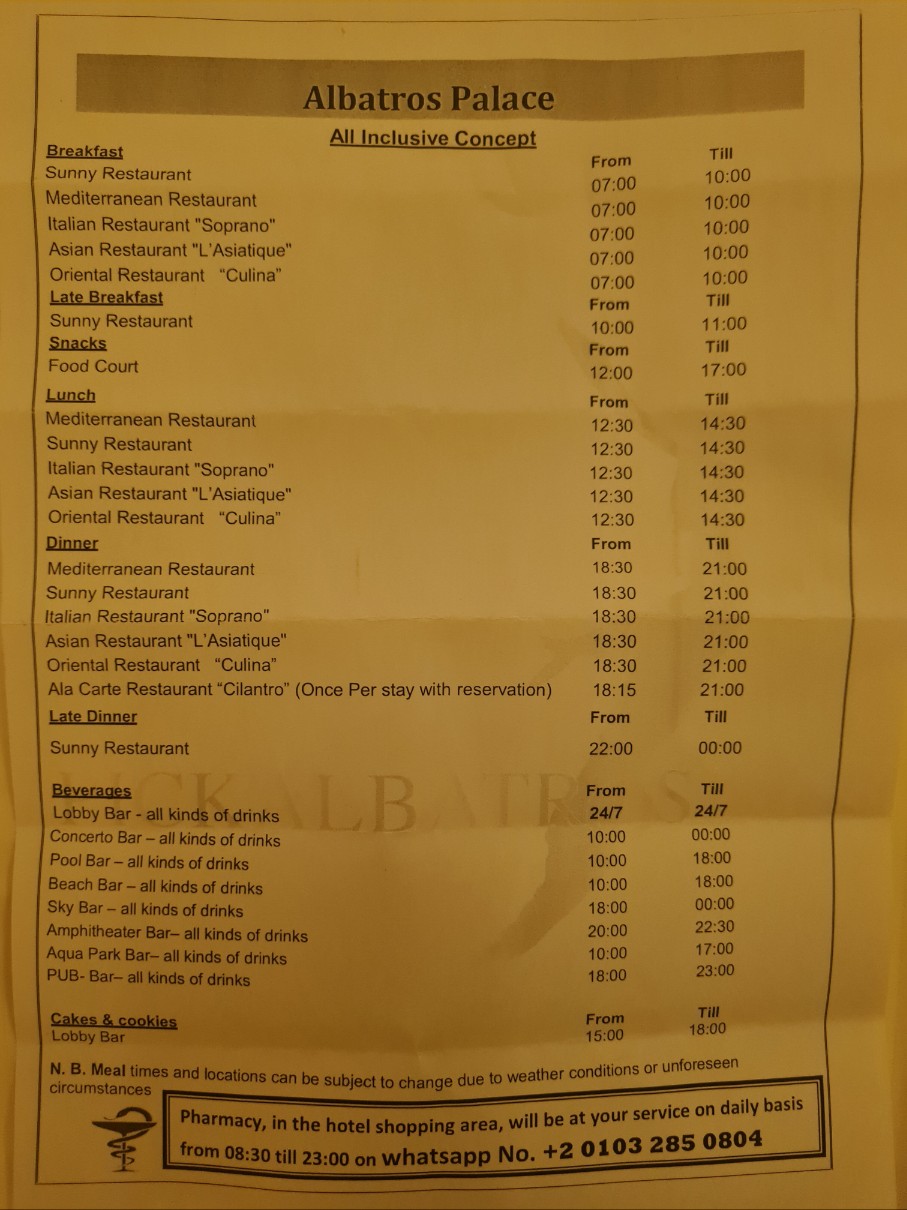 Albatros Palace
All Inclusive Concept
Breakfast From Till
Sunny Restaurant 07:00 10:00
Mediterranean Restaurant 07:00 10:00
Italian Restaurant "Soprano" 07:00 10:00
Asian Restaurant "L'Asiatique" 07:00 10:00
Oriental Restaurant “Culina” 07:00 10:00
Late Breakfast From Till
Sunny Restaurant 10:00 11:00
Snacks From Till
Food Court 12:00 17:00
Lunch From Till
Mediterranean Restaurant 12:30 14:30
Sunny Restaurant 12:30 14:30
Italian Restaurant "Soprano" 12:30 14:30
Asian Restaurant "L'Asiatique" 12:30 14:30
Oriental Restaurant “Culina” 12:30 14:30
Dinner From Till
Mediterranean Restaurant 18:30 21:00
Sunny Restaurant 18:30 21:00
Italian Restaurant "Soprano" 18:30 21:00
Asian Restaurant "L'Asiatique" 18:30 21:00
Oriental Restaurant “Culina” 18:30 21:00
Ala Carte Restaurant “Cilantro” (Once Per stay with reservation) 18:15 21:00
Late Dinner From Till
Sunny Restaurant 22:00 00:00
Beverages From Till
Lobby Bar - all kinds of drinks 24/7 24/7
Concerto Bar – all kinds of drinks 10:00 00:00
Pool Bar – all kinds of drinks 10:00 18:00
Beach Bar – all kinds of drinks 10:00 18:00
Sky Bar – all kinds of drinks 18:00 00:00
Amphitheater Bar– all kinds of drinks 20:00 22:30
Aqua Park Bar– all kinds of drinks 10:00 17:00
PUB- Bar– all kinds of drinks 18:00 23:00
Cakes & cookies From Till
Lobby Bar 15:00 18:00
N. B. Meal times and locations can be subject to change due to weather conditions or unforeseen
circumstances
Pharmacy, in the hotel shopping area, will be at your service on daily basis
from 08:30 till 23:00 on whatsapp No. +2 0103 285 0804